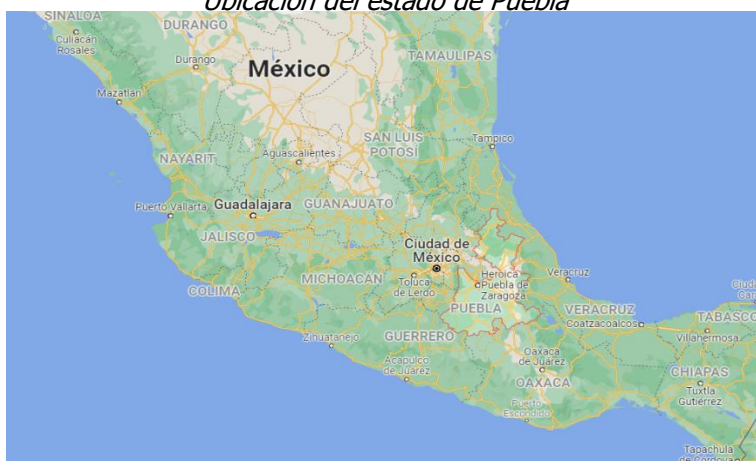 Ubicación del estado de Puebla
SINALOA
DURANGO
Culiacán
Rosales
Durango
México
TAMAULIPAS
Mazatlán
SAN LUIS
POTOSÍ
Tampico
NAYARIT
Aguascalientes
Puerto Vallarta
Guadalajara
GUANAJUATO
JALISCO
Ciudad de
México
COLIMA
MICHOACÁN
Toluca
de Lerdo
Heroica
Puebla de
Zaragoza
Veracruz
PUEBLA
VERACRUZ
Coatzacoalcos
TABASCO
Villahermosa
Zihuatanejo
GUERRERO
Acapulco
de Juárez
Oaxaca
de Juárez
OAXACA
CHIAPAS
Tuxtla
Gutiérrez
Puerto
Escondido
Tapachula